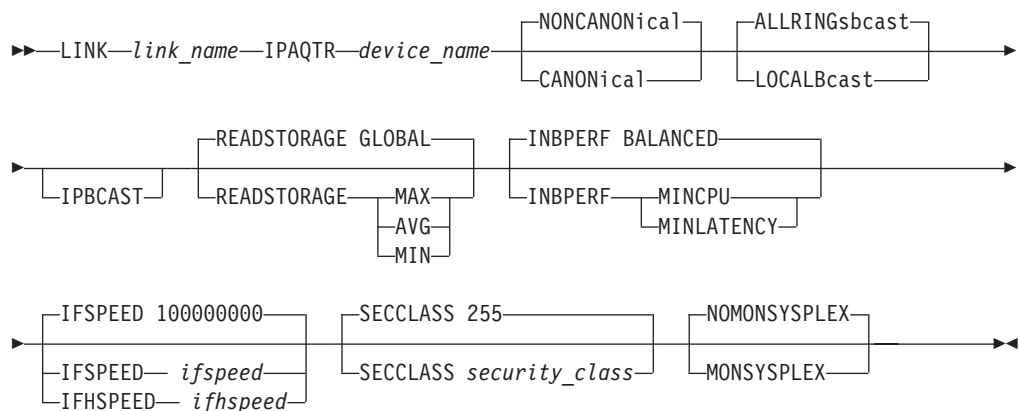 NONCANONical ALLRINGsbcast
LINK link_name IPAQTR device_name
CANONical LOCALBcast
READSTORAGE GLOBAL INBPERF BALANCED
IPBCAST READSTORAGE MAX INBPERF MINCPU
AVG MINLATENCY
MIN
IFSPEED 100000000 SECCLASS 255 NOMONSYSPLEX
IFSPEED ifspeed SECCLASS security_class MONSYSPLEX
IFHSPEED ifhspeed